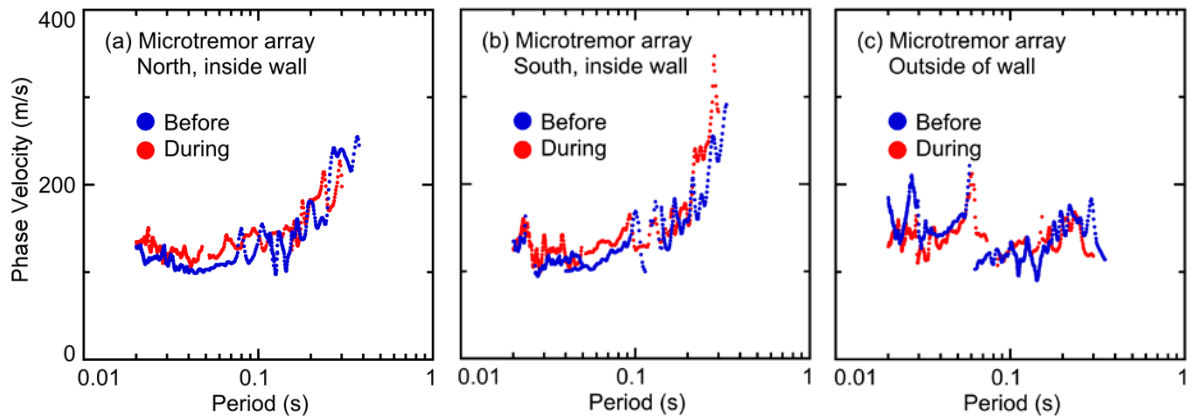 400
300
200
100
0
Phase Velocity (m/s)
(a) Microtremor array
North, inside wall
Before
During
0.01
0.1
1
Period (s)
(b) Microtremor array
South, inside wall
Before
During
0.01
0.1
1
Period (s)
(c) Microtremor array
Outside of wall
Before
During
0.01
0.1
1
Period (s)